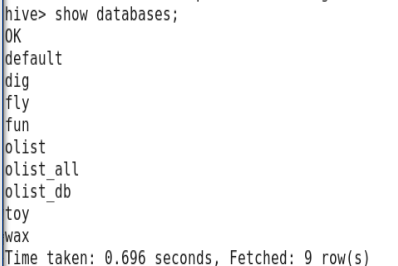 hive> show databases;
OK
default
dig
fly
fun
olist
olist_all
olist_db
toy
wax
Time taken: 0.696 seconds, Fetched: 9 row(s)